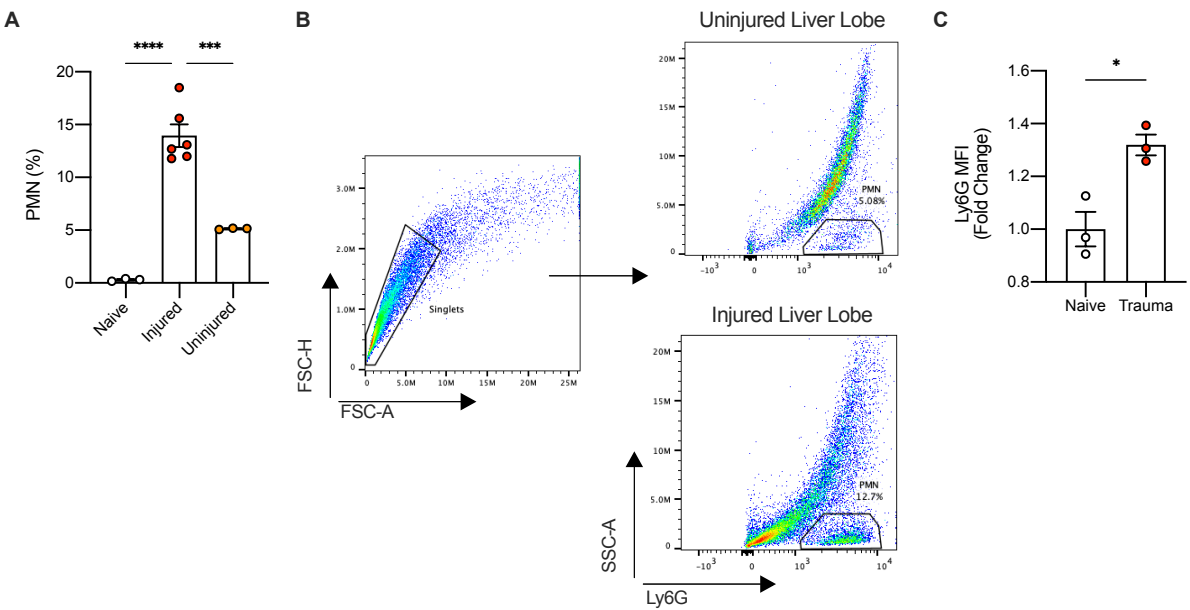 A
**** ***
20
15
10
5
0
PMN (%)
Naive
Injured
Uninjured
B
3.0M
2.0M
1.0M
0
0 5.0M 10M 15M 20M 25M
Singlets
FSC-H
FSC-A
Uninjured Liver Lobe
20M
15M
10M
5.0M
0
PMN
5.08%
-10³ 0 10³ 10⁴
Injured Liver Lobe
20M
15M
10M
5.0M
0
PMN
12.7%
-10³ 0 10³ 10⁴
SSC-A
Ly6G
C
*
1.6
1.4
1.2
1.0
0.8
Ly6G MFI
(Fold Change)
Naive Trauma